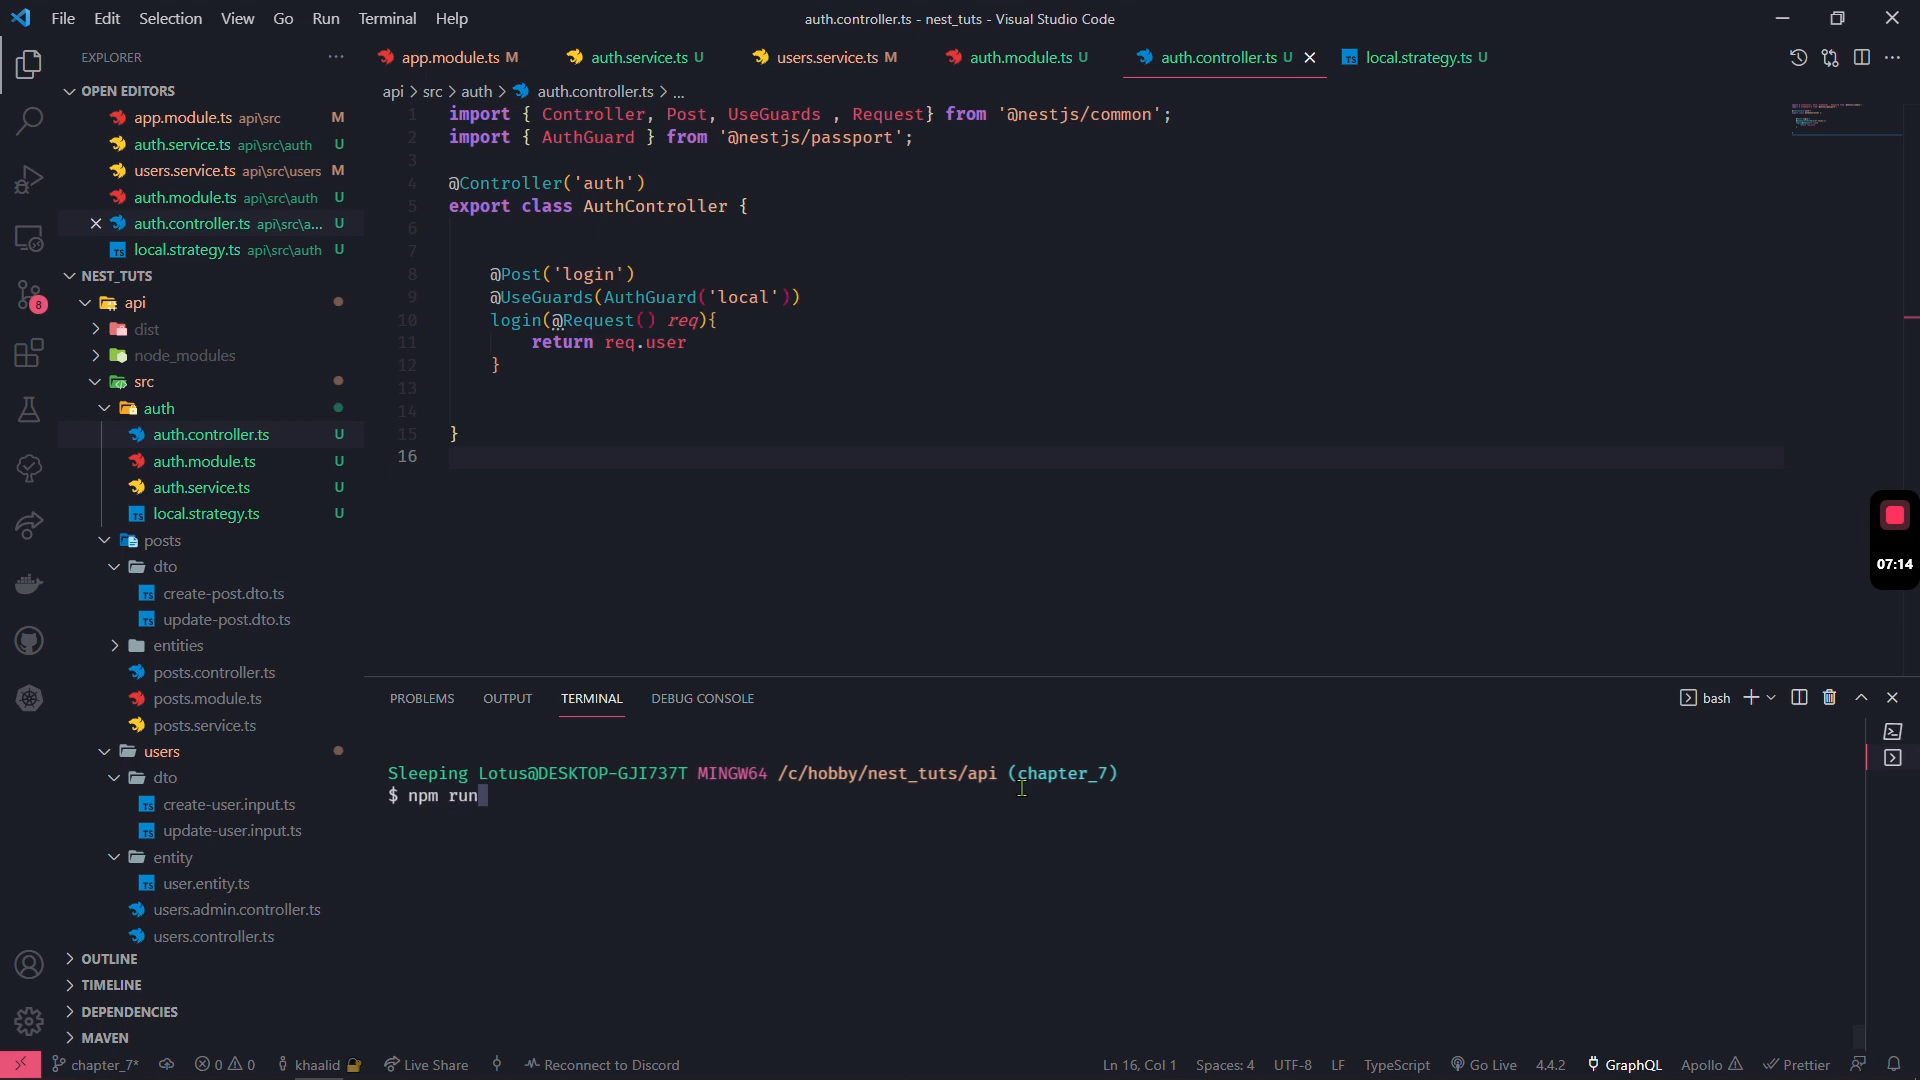 File Edit Selection View Go Run Terminal Help
auth.controller.ts - nest_tuts - Visual Studio Code
EXPLORER
OPEN EDITORS
app.module.ts api\src M
auth.service.ts api\src\auth U
users.service.ts api\src\users M
auth.module.ts api\src\auth U
auth.controller.ts api\src\a... U
local.strategy.ts api\src\auth U
NEST_TUTS
api
dist
node_modules
src
auth
auth.controller.ts U
auth.module.ts U
auth.service.ts U
local.strategy.ts U
posts
dto
create-post.dto.ts
update-post.dto.ts
entities
posts.controller.ts
posts.module.ts
posts.service.ts
users
dto
create-user.input.ts
update-user.input.ts
entity
user.entity.ts
users.admin.controller.ts
users.controller.ts
OUTLINE
TIMELINE
DEPENDENCIES
MAVEN
8
app.module.ts M auth.service.ts U users.service.ts M auth.module.ts U auth.controller.ts U local.strategy.ts U
api > src > auth > auth.controller.ts > ...
1 import { Controller, Post, UseGuards , Request} from '@nestjs/common';
2 import { AuthGuard } from '@nestjs/passport';
3
4 @Controller('auth')
5 export class AuthController {
6
7
8 @Post('login')
9 @UseGuards(AuthGuard('local'))
10 login(@Request() req){
11 return req.user
12 }
13
14
15 }
16
07:14
PROBLEMS OUTPUT TERMINAL DEBUG CONSOLE
bash
Sleeping Lotus@DESKTOP-GJI737T MINGW64 /c/hobby/nest_tuts/api (chapter_7)
$ npm run
chapter_7* 0 0 khaalid Live Share Reconnect to Discord
Ln 16, Col 1 Spaces: 4 UTF-8 LF TypeScript Go Live 4.4.2 GraphQL Apollo Prettier